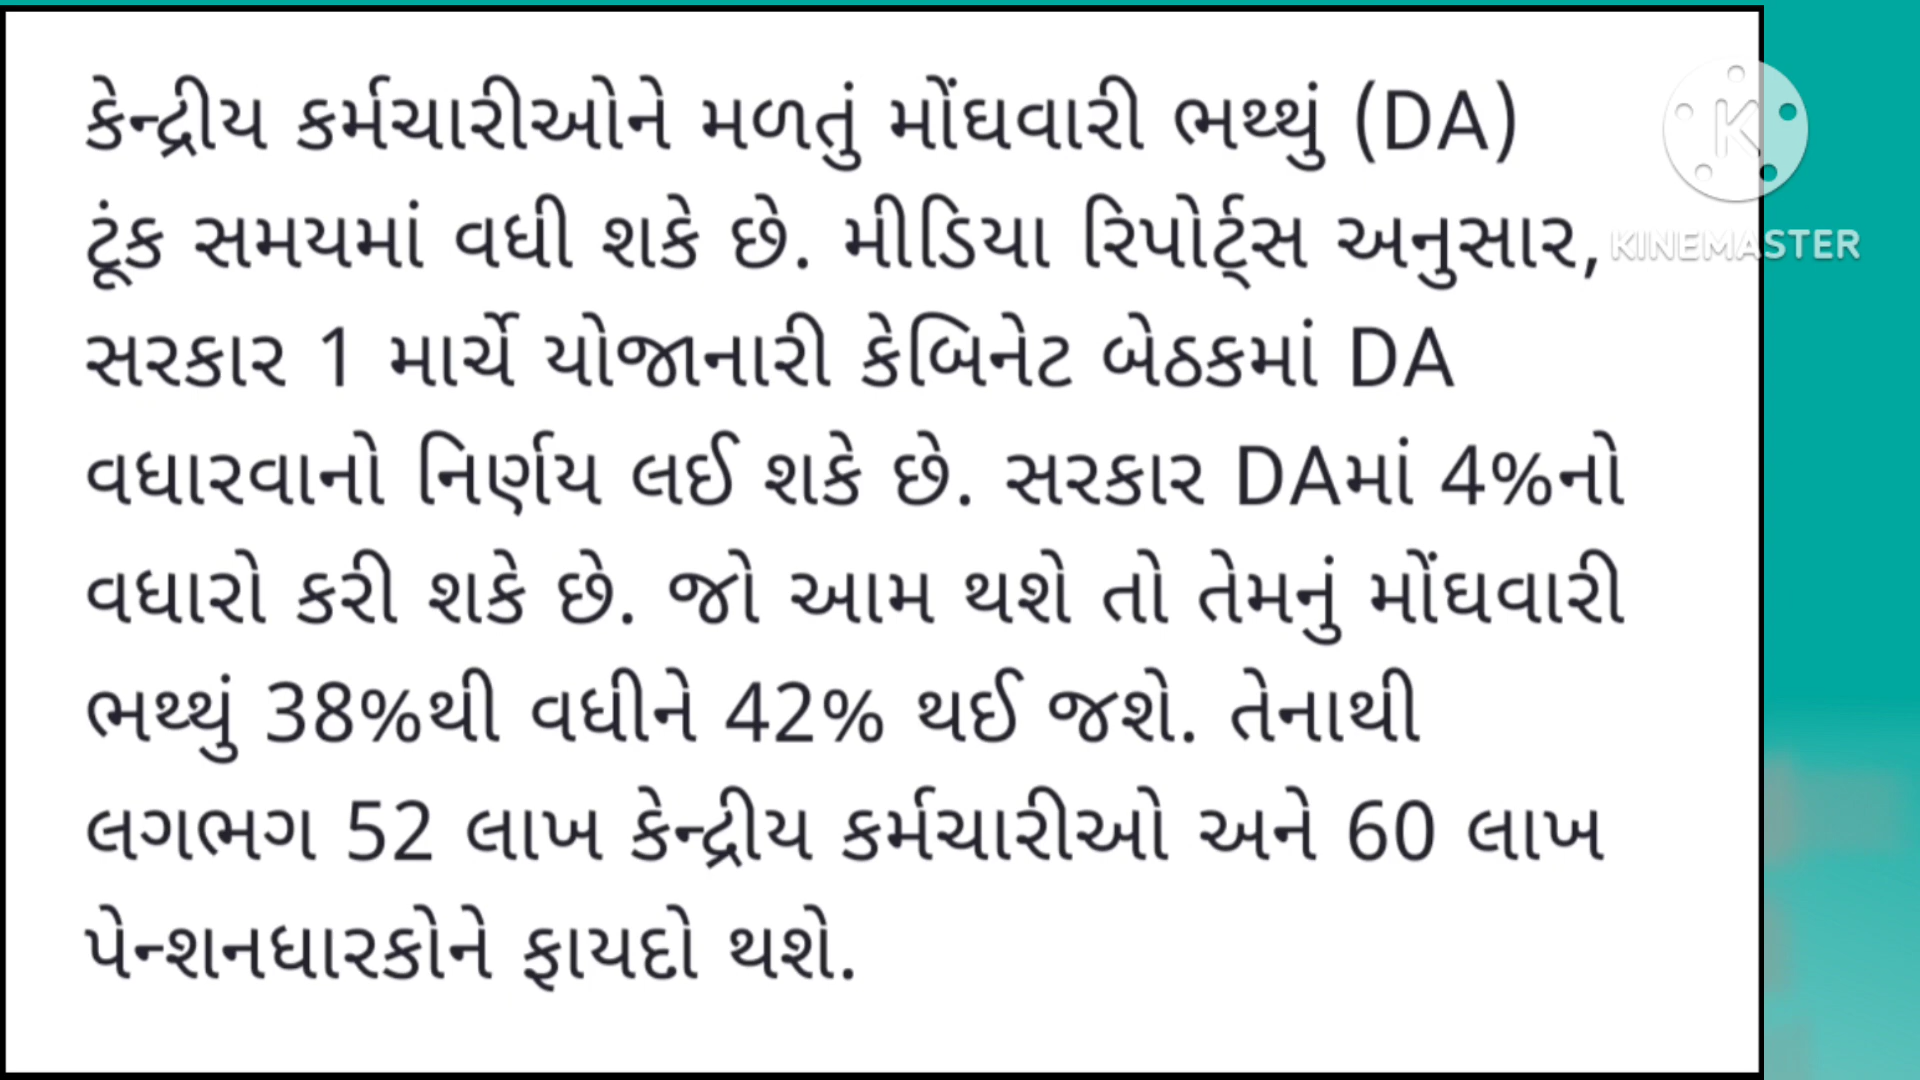 કેન્દ્રીય કર્મચારીઓને મળતું મોંઘવારી ભથ્થું (DA)
ટૂંક સમયમાં વધી શકે છે. મીડિયા રિપોર્ટ્સ અનુસાર,
સરકાર 1 માર્ચે યોજાનારી કેબિનેટ બેઠકમાં DA
વધારવાનો નિર્ણય લઈ શકે છે. સરકાર DAમાં 4%નો
વધારો કરી શકે છે. જો આમ થશે તો તેમનું મોંઘવારી
ભથ્થું 38%થી વધીને 42% થઈ જશે. તેનાથી
લગભગ 52 લાખ કેન્દ્રીય કર્મચારીઓ અને 60 લાખ
પેન્શનધારકોને ફાયદો થશે.
K
KINEMASTER